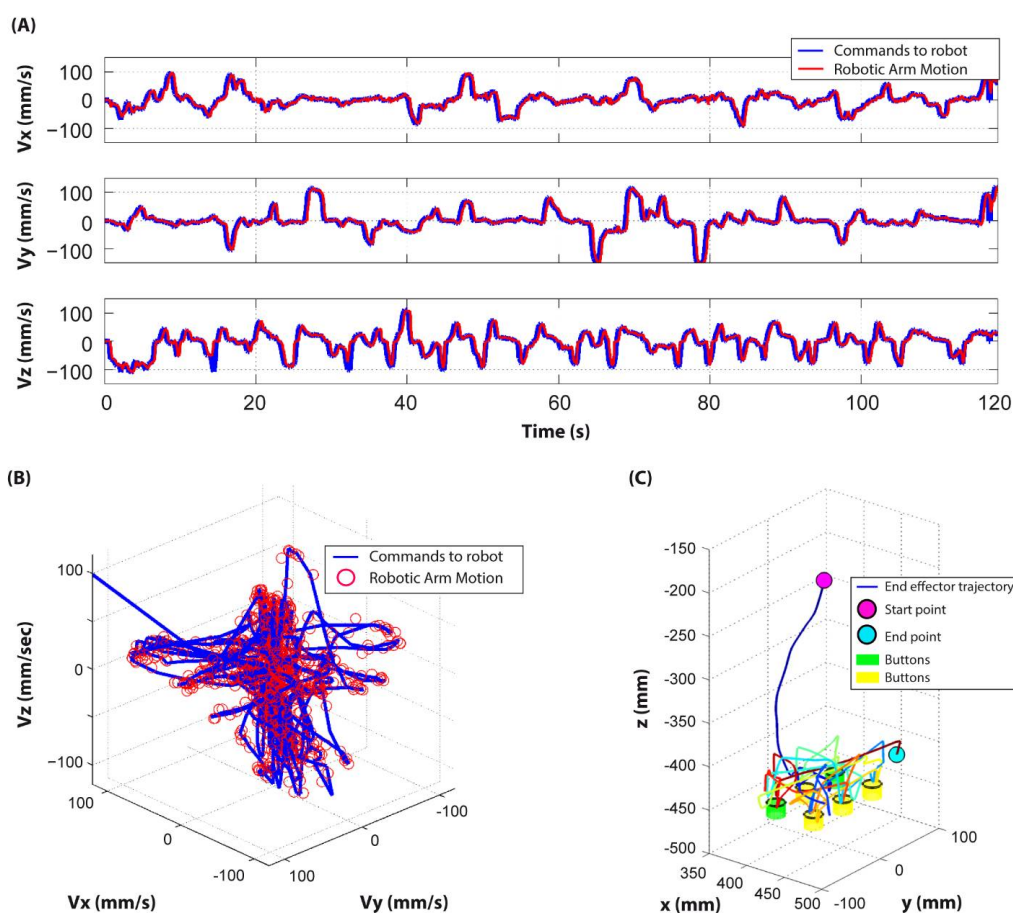 (A)
Commands to robot
Robotic Arm Motion
Vx (mm/s)
100
0
−100
Vy (mm/s)
100
0
−100
Vz (mm/s)
100
0
−100
0 20 40 60 80 100 120
Time (s)
(B)
Commands to robot
Robotic Arm Motion
Vz (mm/sec)
100
0
−100
100 0 -100
Vx (mm/s)
100 0 -100
Vy (mm/s)
(C)
End effector trajectory
Start point
End point
Buttons
Buttons
z (mm)
-150
-200
-250
-300
-350
-400
-450
-500
350 400 450 500
x (mm)
-100 0 100
y (mm)